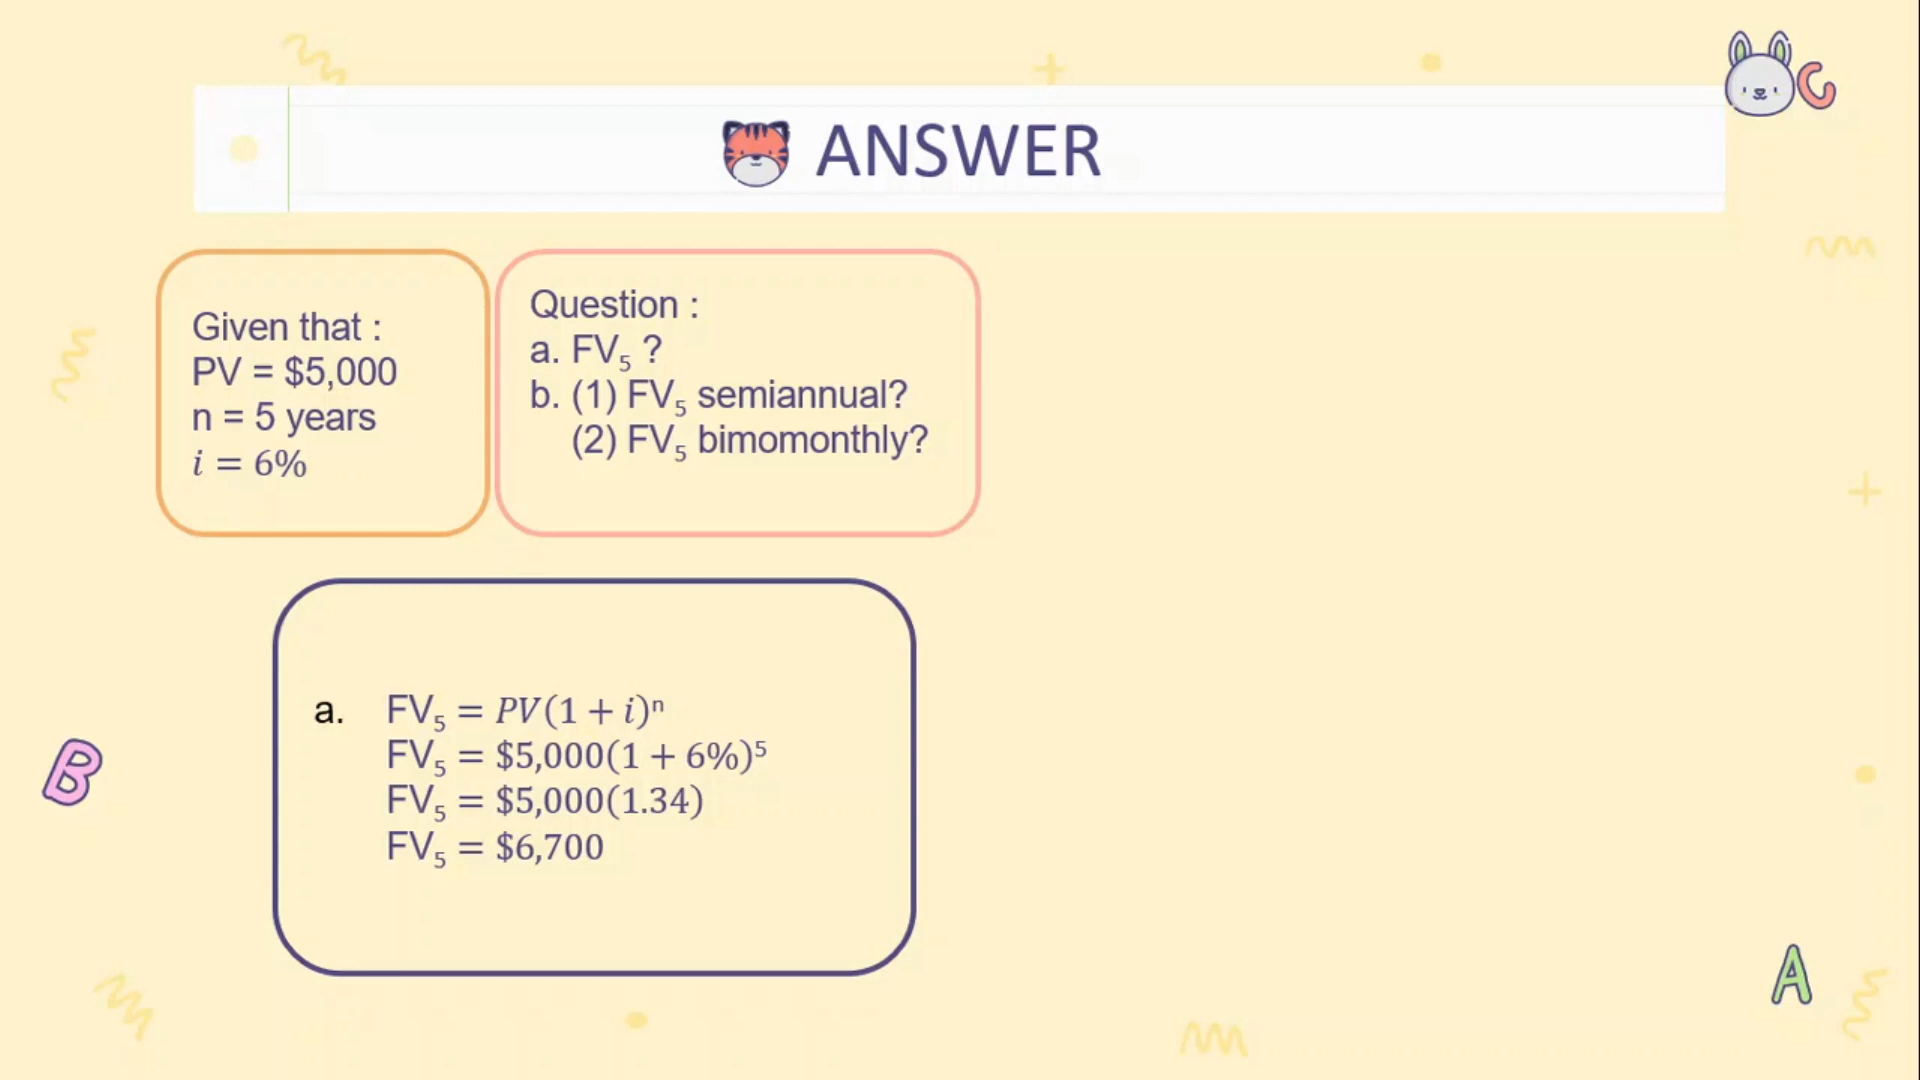 ANSWER
Given that :
PV = $5,000
n = 5 years
i = 6%
Question :
a. FV₅ ?
b. (1) FV₅ semiannual?
(2) FV₅ bimomonthly?
a. FV₅ = PV(1 + i)ⁿ
FV₅ = $5,000(1 + 6%)⁵
FV₅ = $5,000(1.34)
FV₅ = $6,700
C
B
A